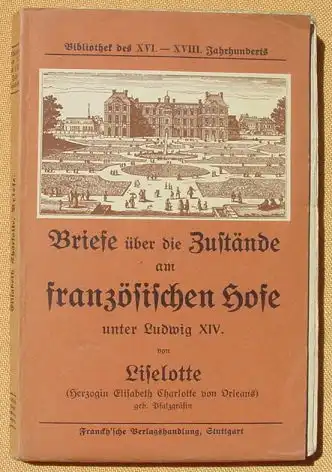 Bibliothek des XVI. — XVIII. Jahrhunderts
Briefe über die Zustände
am
französischen Hofe
unter Ludwig XIV.
von
Liselotte
(Herzogin Elisabeth Charlotte von Orleans)
geb. Pfalzgräfin
Franckh'sche Verlagshandlung, Stuttgart